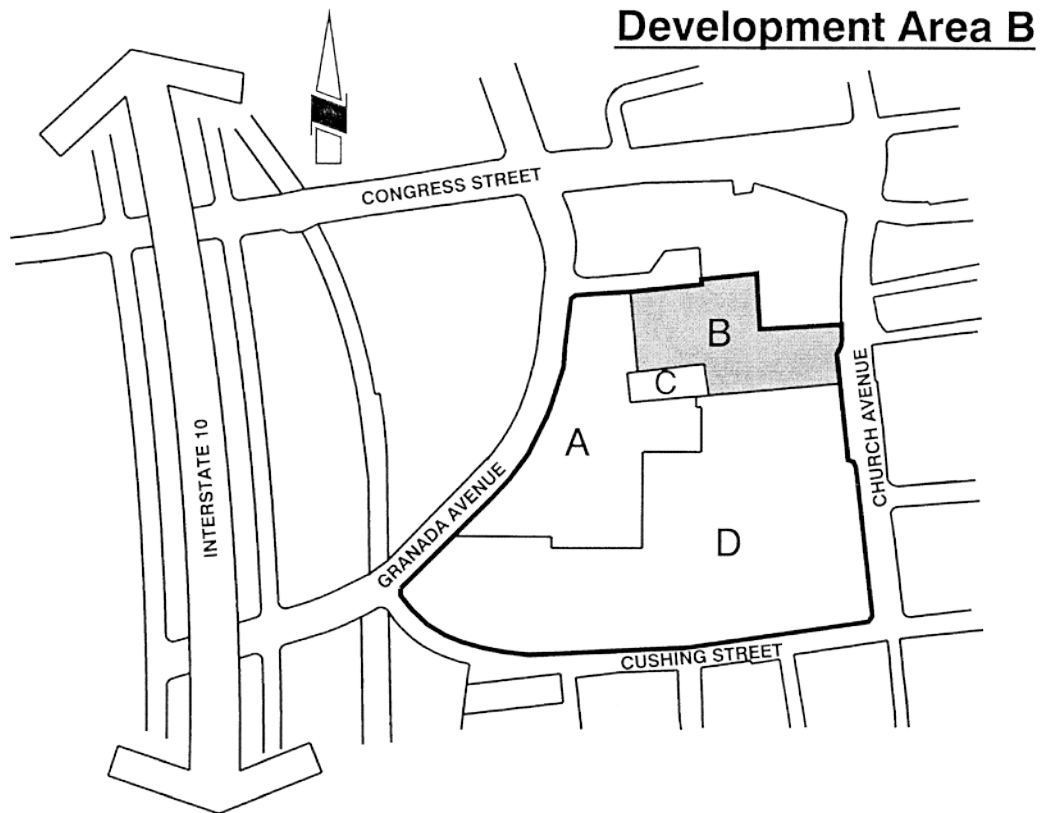 Development Area B
CONGRESS STREET
B
C
CHURCH AVENUE
A
INTERSTATE 10
GRANADA AVENUE
D
CUSHING STREET